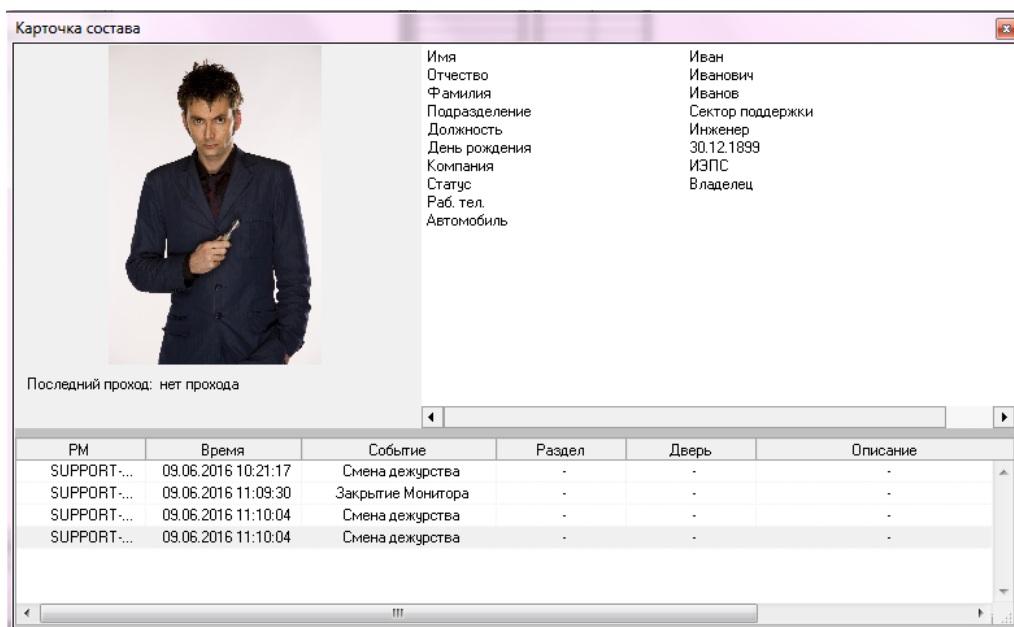 Карточка состава
Имя Иван
Отчество Иванович
Фамилия Иванов
Подразделение Сектор поддержки
Должность Инженер
День рождения 30.12.1899
Компания ИЭПС
Статус Владелец
Раб. тел.
Автомобиль
Последний проход: нет прохода
РМ Время Событие Раздел Дверь Описание
SUPPORT-... 09.06.2016 10:21:17 Смена дежурства - - -
SUPPORT-... 09.06.2016 11:09:30 Закрытие Монитора - - -
SUPPORT-... 09.06.2016 11:10:04 Смена дежурства - - -
SUPPORT-... 09.06.2016 11:10:04 Смена дежурства - - -